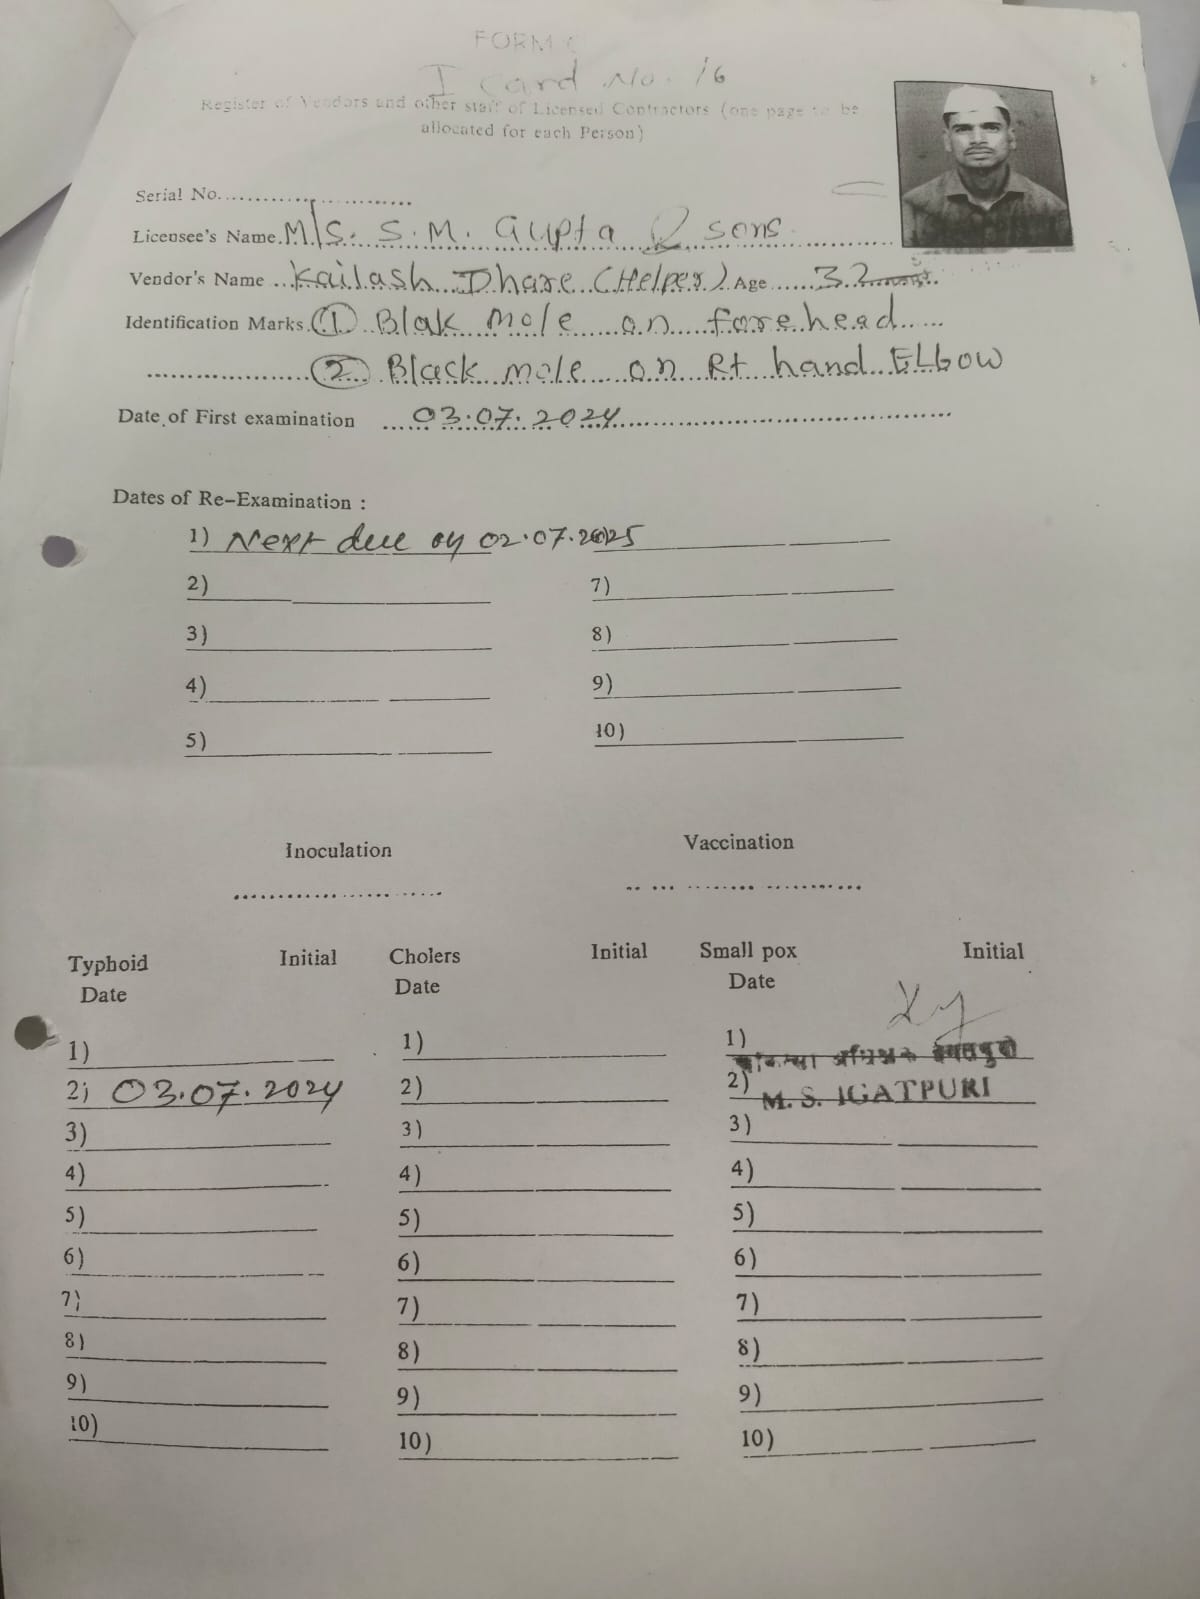 FORM C
I card No. 16
Register of Vendors and other staff of Licensed Contractors (one page to be
allocated for each Person)
Serial No..................................
Licensee's Name. M/S. S. M. Gupta & sons
Vendor's Name ... Kailash Dhare (Helper) Age ...... 32
Identification Marks. (1) Blak mole on forehead
(2) Black mole on Rt hand ELbow
Date of First examination 03.07.2024
Dates of Re-Examination :
1) Next due on 02.07.2025
2) 7)
3) 8)
4) 9)
5) 10)
Inoculation Vaccination
Typhoid Initial Cholers Initial Small pox Initial
Date Date Date
1) 1) 1)
2) 03.07.2024 2) 2) M. S. IGATPURI
3) 3) 3)
4) 4) 4)
5) 5) 5)
6) 6) 6)
7) 7) 7)
8) 8) 8)
9) 9) 9)
10) 10) 10)